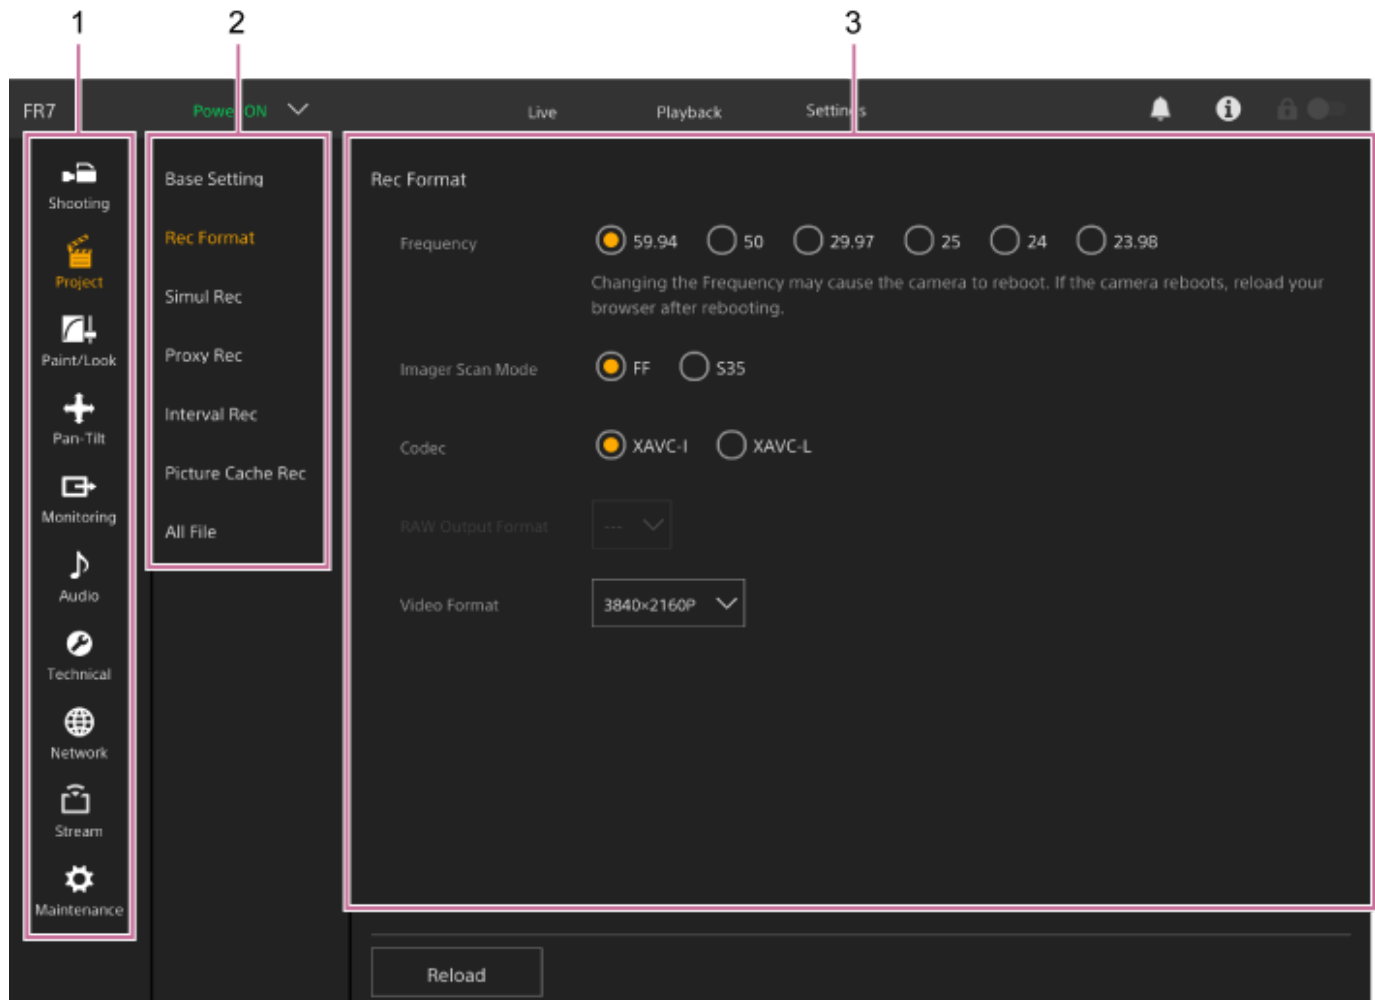 1 2 3
FR7 Power ON Live Playback Settings
Shooting
Project
Paint/Look
Pan-Tilt
Monitoring
Audio
Technical
Network
Stream
Maintenance
Base Setting
Rec Format
Simul Rec
Proxy Rec
Interval Rec
Picture Cache Rec
All File
Rec Format
Frequency 59.94 50 29.97 25 24 23.98
Changing the Frequency may cause the camera to reboot. If the camera reboots, reload your
browser after rebooting.
Imager Scan Mode FF S35
Codec XAVC-I XAVC-L
RAW Output Format ---
Video Format 3840×2160P
Reload